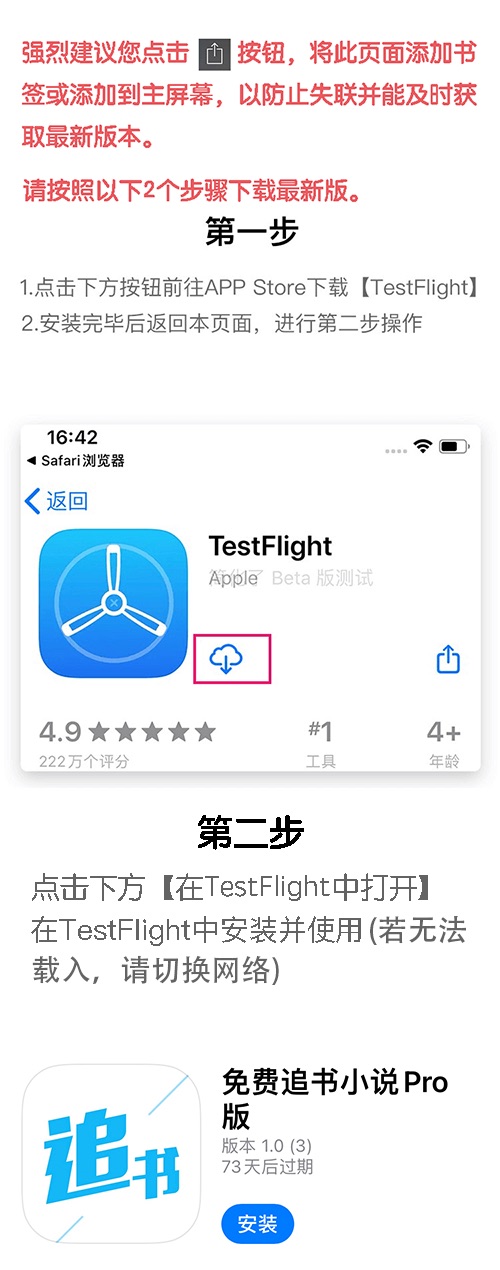 强烈建议您点击 按钮，将此页面添加书
签或添加到主屏幕，以防止失联并能及时获
取最新版本。
请按照以下2个步骤下载最新版。
第一步
1.点击下方按钮前往APP Store下载【TestFlight】
2.安装完毕后返回本页面，进行第二步操作
16:42
Safari浏览器
返回
TestFlight
Apple
简化了 Beta 版测试
4.9
#1
4+
222万个评分
工具
年龄
第二步
点击下方【在TestFlight中打开】
在TestFlight中安装并使用(若无法
载入，请切换网络)
追书
免费追书小说Pro
版
版本 1.0 (3)
73天后过期
安装